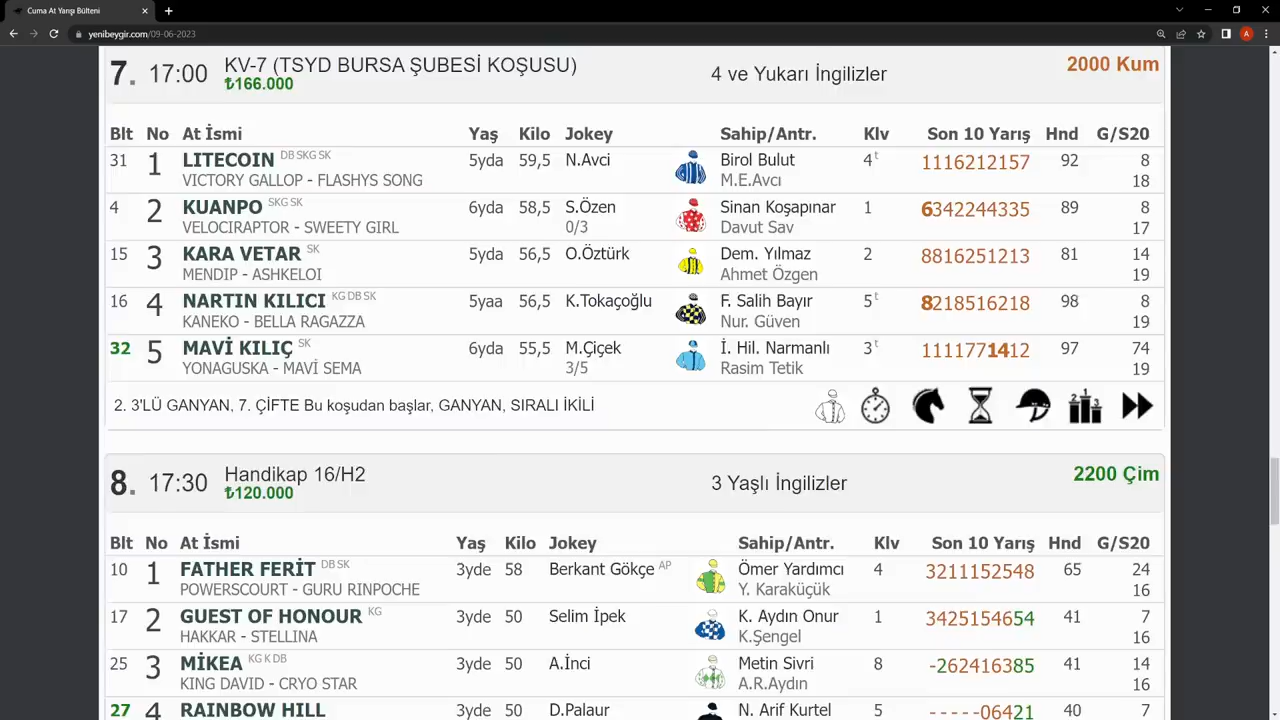 Cuma At Yarışı Bülteni
yenibeygir.com/09-06-2023
A
7. 17:00 KV-7 (TSYD BURSA ŞUBESİ KOŞUSU) 4 ve Yukarı İngilizler 2000 Kum
₺166.000
Blt No At İsmi Yaş Kilo Jokey Sahip/Antr. Klv Son 10 Yarış Hnd G/S20
31 1 LITECOIN DB SKG SK 5yda 59,5 N.Avci Birol Bulut 4t 1116212157 92 8
VICTORY GALLOP - FLASHYS SONG M.E.Avcı 18
4 2 KUANPO SKG SK 6yda 58,5 S.Özen Sinan Koşapınar 1 6342244335 89 8
VELOCIRAPTOR - SWEETY GIRL 0/3 Davut Sav 17
15 3 KARA VETAR SK 5yda 56,5 O.Öztürk Dem. Yılmaz 2 8816251213 81 14
MENDIP - ASHKELOI Ahmet Özgen 19
16 4 NARTIN KILICI KG DB SK 5yaa 56,5 K.Tokaçoğlu F. Salih Bayır 5t 8218516218 98 8
KANEKO - BELLA RAGAZZA Nur. Güven 19
32 5 MAVİ KILIÇ SK 6yda 55,5 M.Çiçek İ. Hil. Narmanlı 3t 1111771412 97 74
YONAGUSKA - MAVİ SEMA 3/5 Rasim Tetik 19
2. 3'LÜ GANYAN, 7. ÇİFTE Bu koşudan başlar, GANYAN, SIRALI İKİLİ
2 1 3
8. 17:30 Handikap 16/H2 3 Yaşlı İngilizler 2200 Çim
₺120.000
Blt No At İsmi Yaş Kilo Jokey Sahip/Antr. Klv Son 10 Yarış Hnd G/S20
10 1 FATHER FERİT DB SK 3yde 58 Berkant Gökçe AP Ömer Yardımcı 4 3211152548 65 24
POWERSCOURT - GURU RINPOCHE Y. Karaküçük 16
17 2 GUEST OF HONOUR KG 3yde 50 Selim İpek K. Aydın Onur 1 3425154654 41 7
HAKKAR - STELLINA K.Şengel 16
25 3 MİKEA KG K DB 3yde 50 A.İnci Metin Sivri 8 -262416385 41 14
KING DAVID - CRYO STAR A.R.Aydın 16
27 4 RAINBOW HILL 3yde 50 D.Palaur N. Arif Kurtel 5 -----06421 40 7